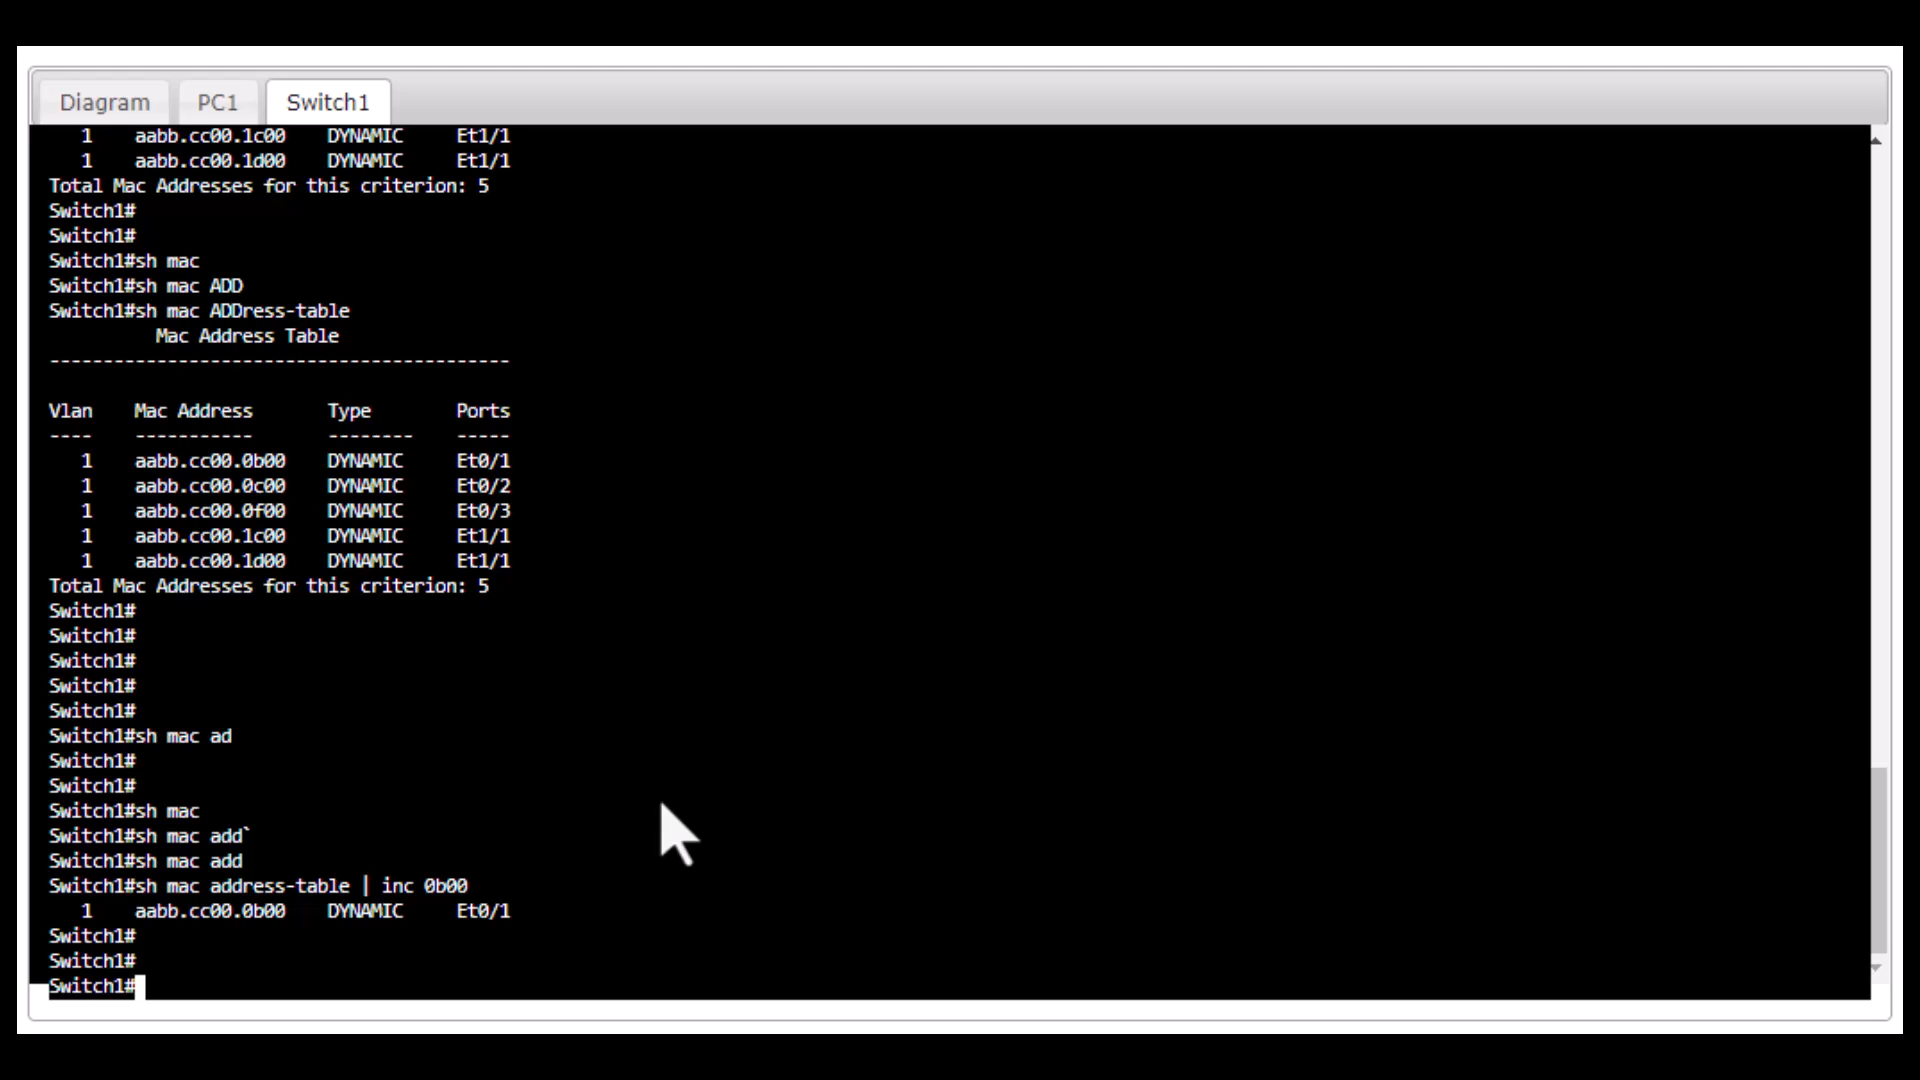 Diagram PC1 Switch1
1 aabb.cc00.1c00 DYNAMIC Et1/1
1 aabb.cc00.1d00 DYNAMIC Et1/1
Total Mac Addresses for this criterion: 5
Switch1#
Switch1#
Switch1#sh mac
Switch1#sh mac ADD
Switch1#sh mac ADDress-table
Mac Address Table
-------------------------------------------
Vlan Mac Address Type Ports
---- ----------- -------- -----
1 aabb.cc00.0b00 DYNAMIC Et0/1
1 aabb.cc00.0c00 DYNAMIC Et0/2
1 aabb.cc00.0f00 DYNAMIC Et0/3
1 aabb.cc00.1c00 DYNAMIC Et1/1
1 aabb.cc00.1d00 DYNAMIC Et1/1
Total Mac Addresses for this criterion: 5
Switch1#
Switch1#
Switch1#
Switch1#
Switch1#
Switch1#sh mac ad
Switch1#
Switch1#
Switch1#sh mac
Switch1#sh mac add`
Switch1#sh mac add
Switch1#sh mac address-table | inc 0b00
1 aabb.cc00.0b00 DYNAMIC Et0/1
Switch1#
Switch1#
Switch1#